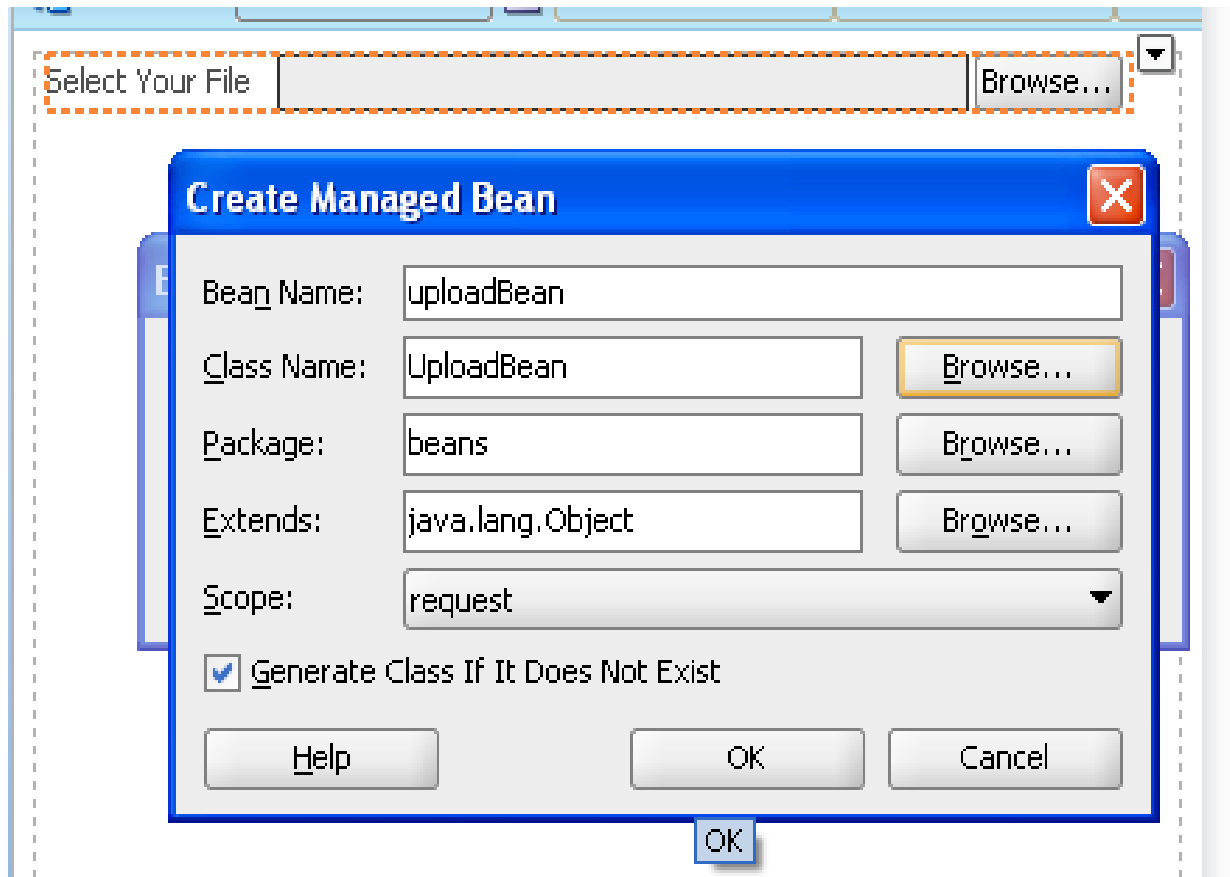 Select Your File Browse...
Create Managed Bean
Bean Name: uploadBean
Class Name: UploadBean Browse...
Package: beans Browse...
Extends: java.lang.Object Browse...
Scope: request
Generate Class If It Does Not Exist
Help OK Cancel
OK